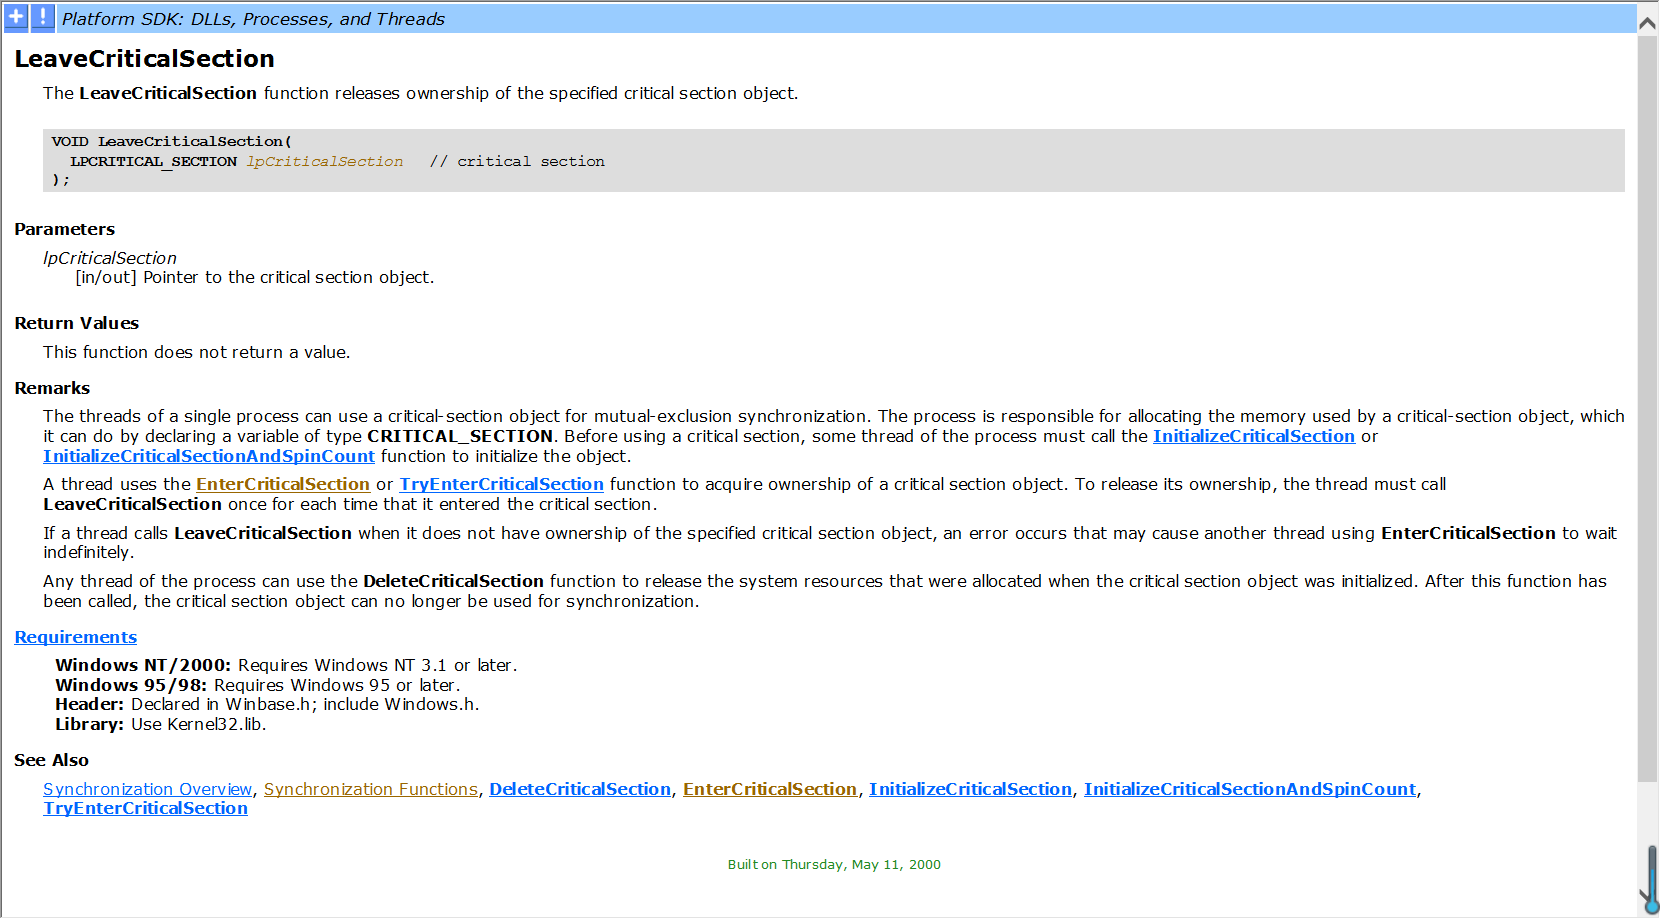 Platform SDK: DLLs, Processes, and Threads
LeaveCriticalSection
The LeaveCriticalSection function releases ownership of the specified critical section object.
VOID LeaveCriticalSection(
LPCRITICAL_SECTION lpCriticalSection // critical section
);
Parameters
lpCriticalSection
[in/out] Pointer to the critical section object.
Return Values
This function does not return a value.
Remarks
The threads of a single process can use a critical-section object for mutual-exclusion synchronization. The process is responsible for allocating the memory used by a critical-section object, which
it can do by declaring a variable of type CRITICAL_SECTION. Before using a critical section, some thread of the process must call the InitializeCriticalSection or
InitializeCriticalSectionAndSpinCount function to initialize the object.
A thread uses the EnterCriticalSection or TryEnterCriticalSection function to acquire ownership of a critical section object. To release its ownership, the thread must call
LeaveCriticalSection once for each time that it entered the critical section.
If a thread calls LeaveCriticalSection when it does not have ownership of the specified critical section object, an error occurs that may cause another thread using EnterCriticalSection to wait
indefinitely.
Any thread of the process can use the DeleteCriticalSection function to release the system resources that were allocated when the critical section object was initialized. After this function has
been called, the critical section object can no longer be used for synchronization.
Requirements
Windows NT/2000: Requires Windows NT 3.1 or later.
Windows 95/98: Requires Windows 95 or later.
Header: Declared in Winbase.h; include Windows.h.
Library: Use Kernel32.lib.
See Also
Synchronization Overview, Synchronization Functions, DeleteCriticalSection, EnterCriticalSection, InitializeCriticalSection, InitializeCriticalSectionAndSpinCount,
TryEnterCriticalSection
Built on Thursday, May 11, 2000